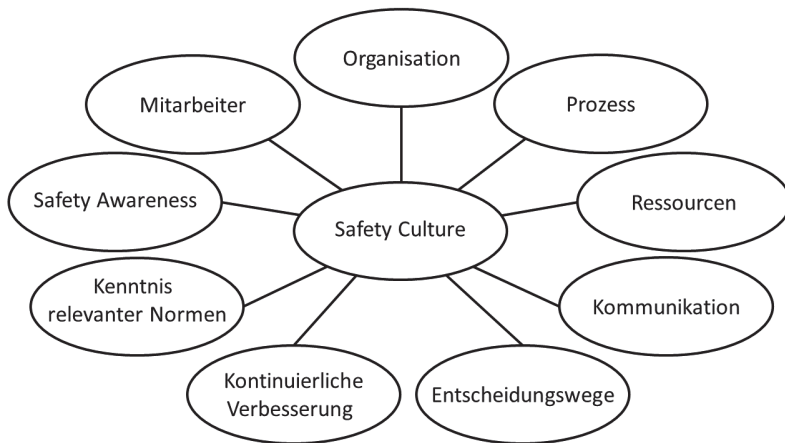 Organisation
Mitarbeiter
Prozess
Safety Awareness
Ressourcen
Safety Culture
Kenntnis
relevanter Normen
Kommunikation
Kontinuierliche
Verbesserung
Entscheidungswege